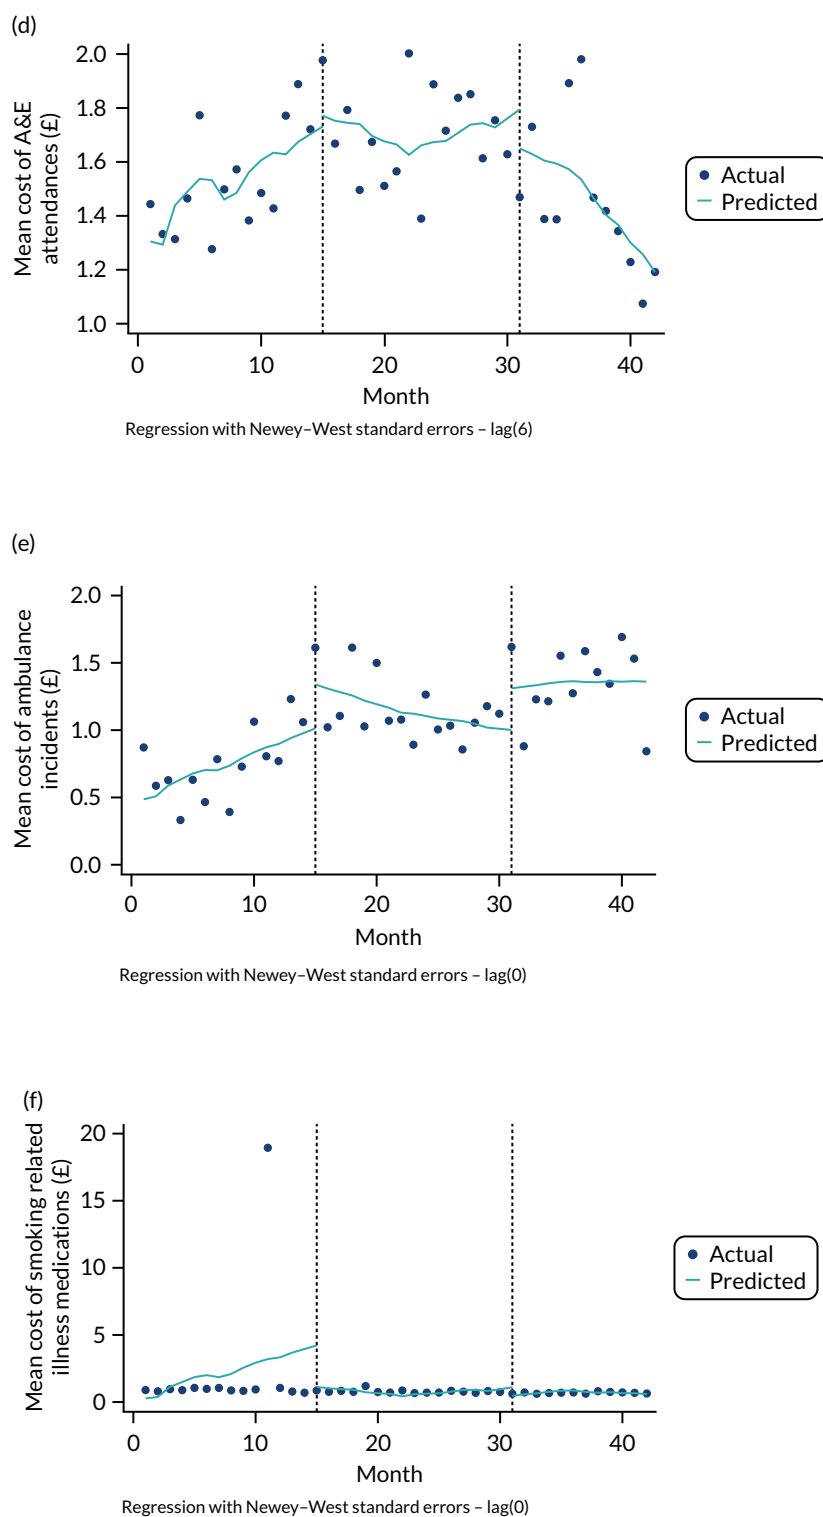 (d)
2.0
1.8
1.6
1.4
1.2
1.0
Mean cost of A&E
attendances (£)
0 10 20 30 40
Month
Actual
Predicted
Regression with Newey–West standard errors – lag(6)
(e)
2.0
1.5
1.0
0.5
0.0
Mean cost of ambulance
incidents (£)
0 10 20 30 40
Month
Actual
Predicted
Regression with Newey–West standard errors – lag(0)
(f)
20
15
10
5
0
Mean cost of smoking related
illness medications (£)
0 10 20 30 40
Month
Actual
Predicted
Regression with Newey–West standard errors – lag(0)